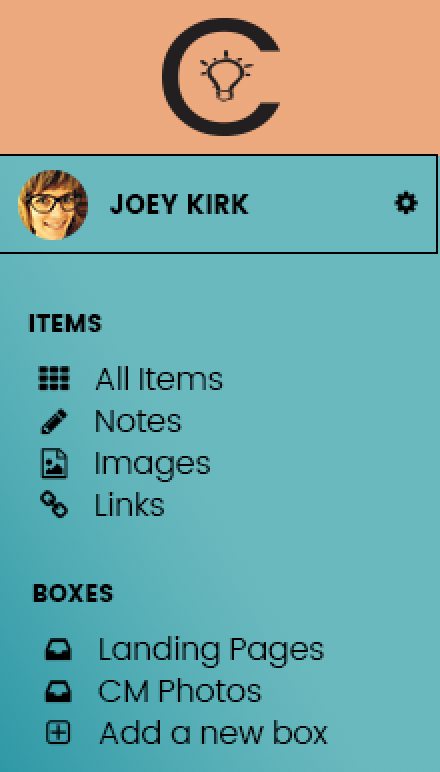 C
JOEY KIRK
ITEMS
All Items
Notes
Images
Links
BOXES
Landing Pages
CM Photos
Add a new box